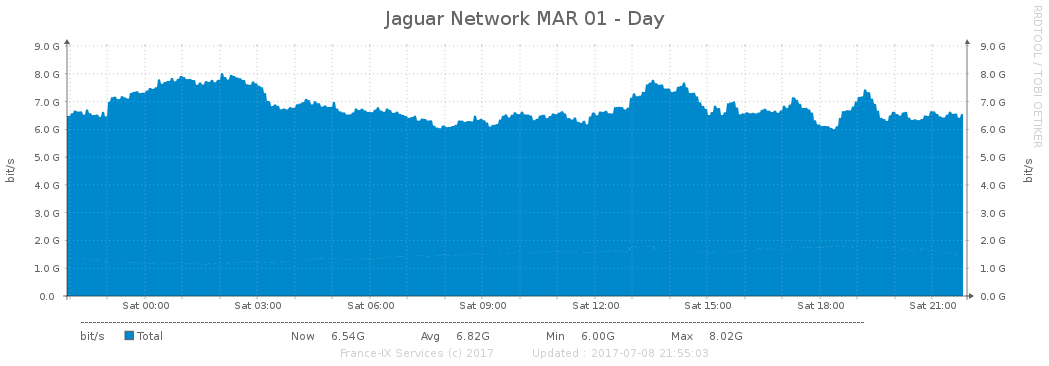 Jaguar Network MAR 01 - Day
RRDTOOL / TOBI OETIKER
9.0 G 9.0 G
8.0 G 8.0 G
7.0 G 7.0 G
6.0 G 6.0 G
5.0 G 5.0 G
4.0 G 4.0 G
3.0 G 3.0 G
2.0 G 2.0 G
1.0 G 1.0 G
0.0 0.0 G
bit/s
bit/s
Sat 00:00 Sat 03:00 Sat 06:00 Sat 09:00 Sat 12:00 Sat 15:00 Sat 18:00 Sat 21:00
bit/s Total Now 6.54G Avg 6.82G Min 6.00G Max 8.02G
France-IX Services (c) 2017 Updated : 2017-07-08 21:55:03